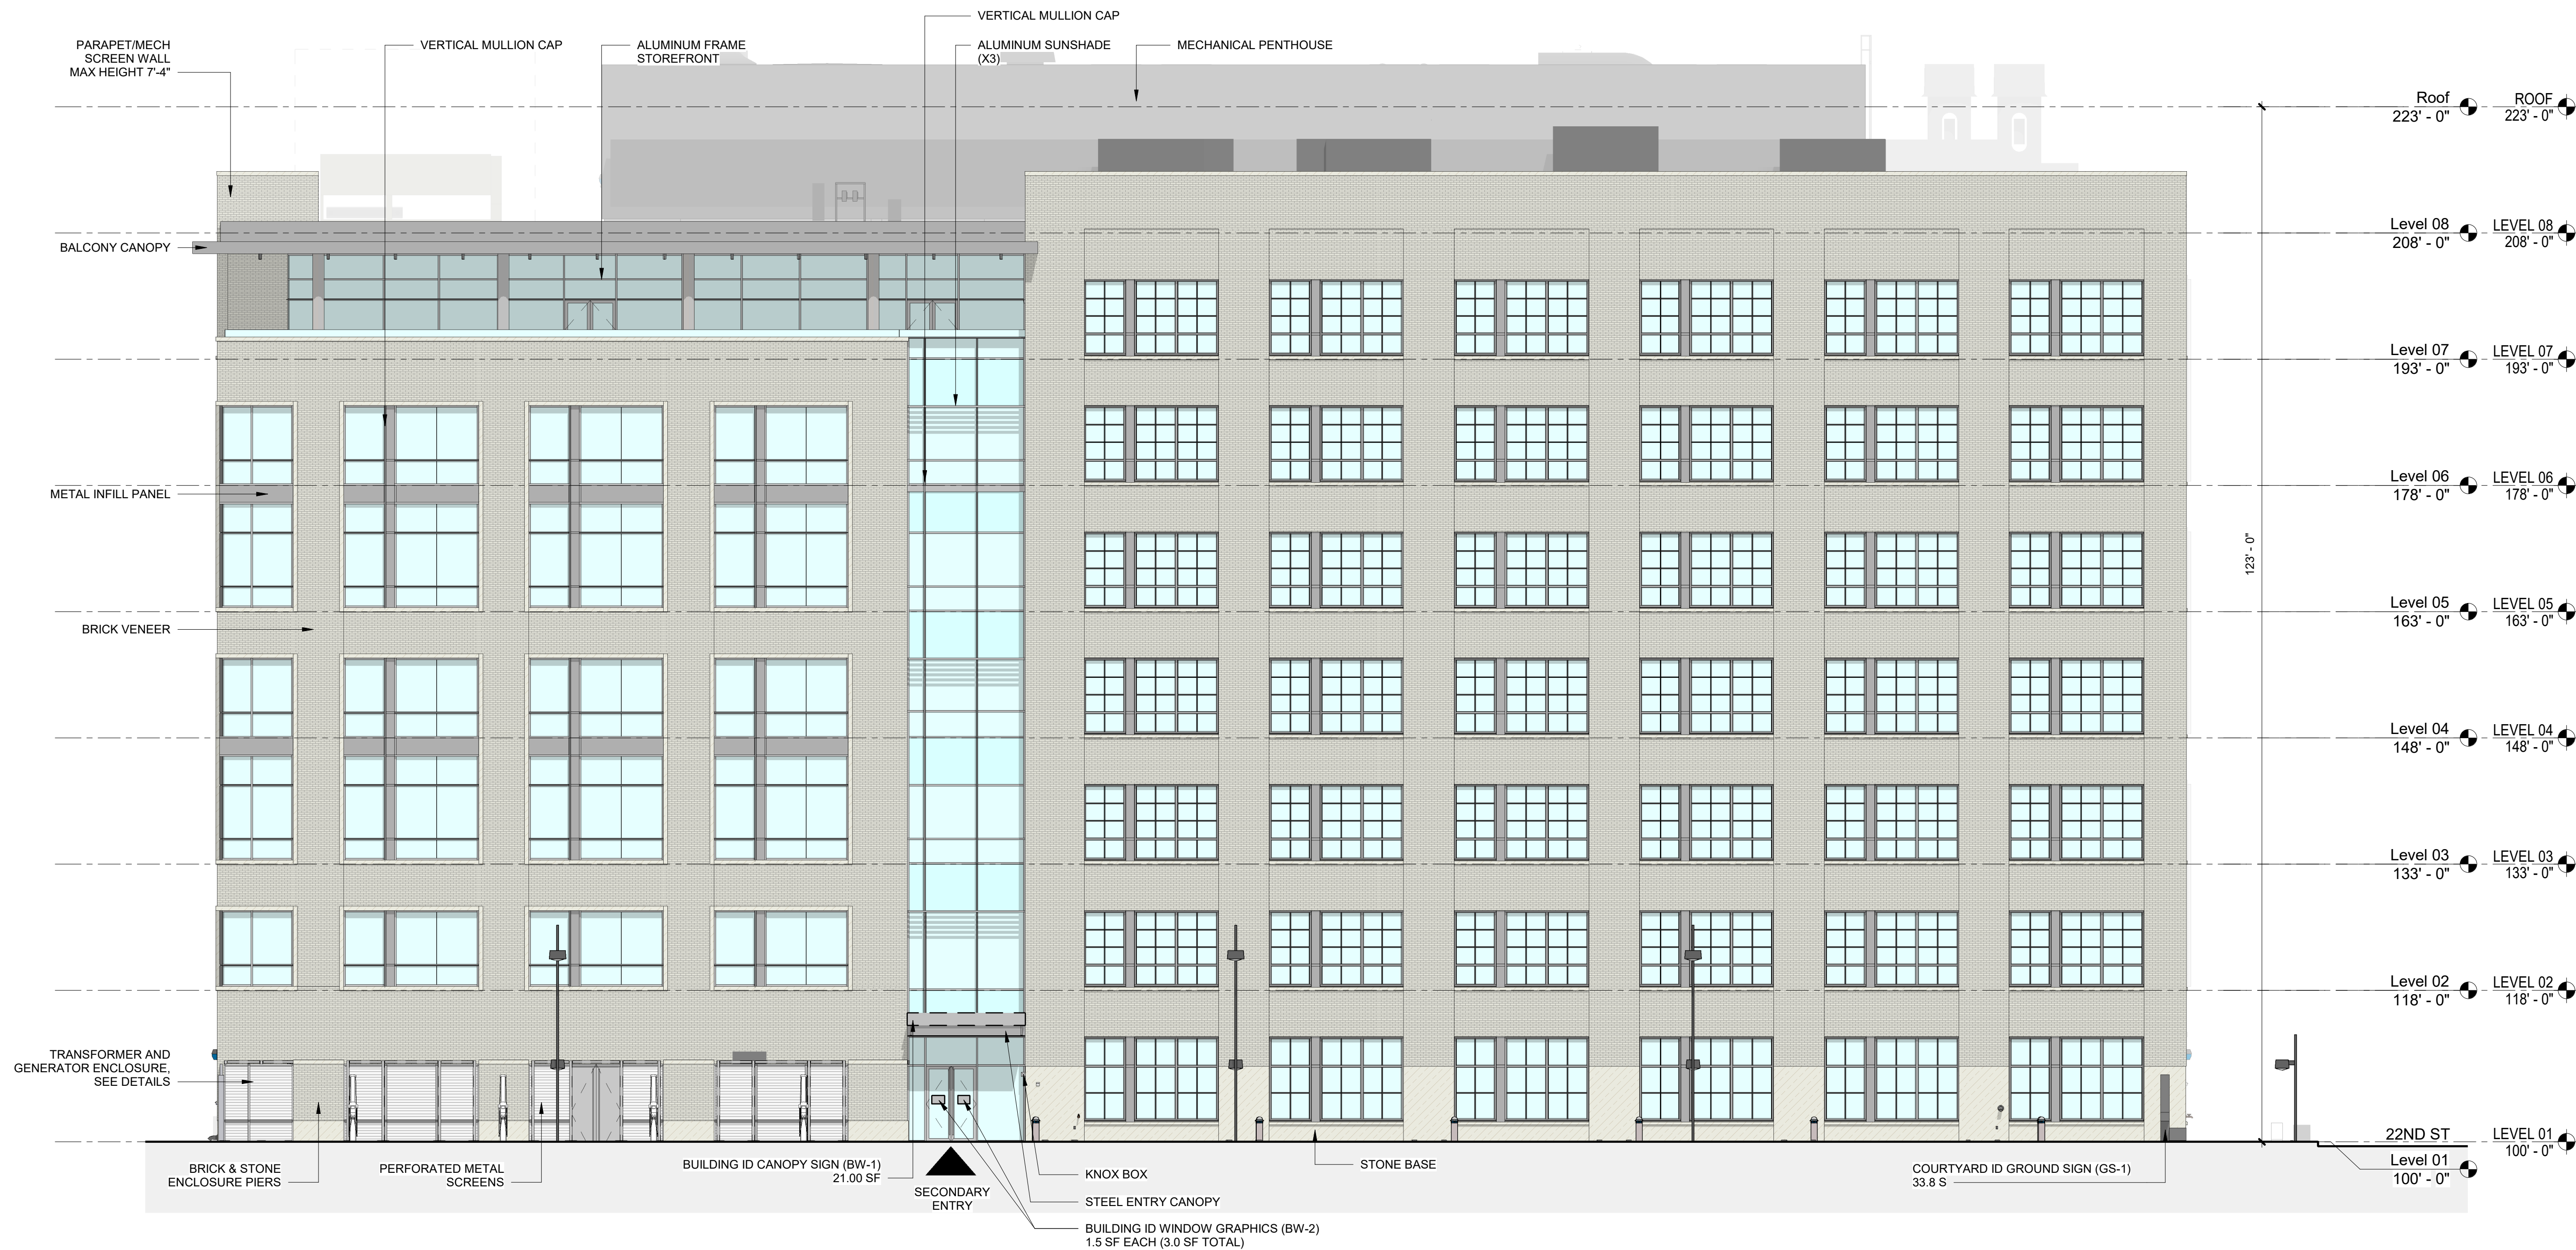 VERTICAL MULLION CAP
PARAPET/MECH
SCREEN WALL
MAX HEIGHT 7'-4"
VERTICAL MULLION CAP
ALUMINUM FRAME
STOREFRONT
ALUMINUM SUNSHADE
(X3)
MECHANICAL PENTHOUSE
Roof
223' - 0"
ROOF
223' - 0"
BALCONY CANOPY
Level 08
208' - 0"
LEVEL 08
208' - 0"
Level 07
193' - 0"
LEVEL 07
193' - 0"
METAL INFILL PANEL
Level 06
178' - 0"
LEVEL 06
178' - 0"
123' - 0"
BRICK VENEER
Level 05
163' - 0"
LEVEL 05
163' - 0"
Level 04
148' - 0"
LEVEL 04
148' - 0"
Level 03
133' - 0"
LEVEL 03
133' - 0"
Level 02
118' - 0"
LEVEL 02
118' - 0"
TRANSFORMER AND
GENERATOR ENCLOSURE,
SEE DETAILS
22ND ST
LEVEL 01
100' - 0"
Level 01
100' - 0"
BRICK & STONE
ENCLOSURE PIERS
PERFORATED METAL
SCREENS
BUILDING ID CANOPY SIGN (BW-1)
21.00 SF
SECONDARY
ENTRY
KNOX BOX
STEEL ENTRY CANOPY
BUILDING ID WINDOW GRAPHICS (BW-2)
1.5 SF EACH (3.0 SF TOTAL)
STONE BASE
COURTYARD ID GROUND SIGN (GS-1)
33.8 S